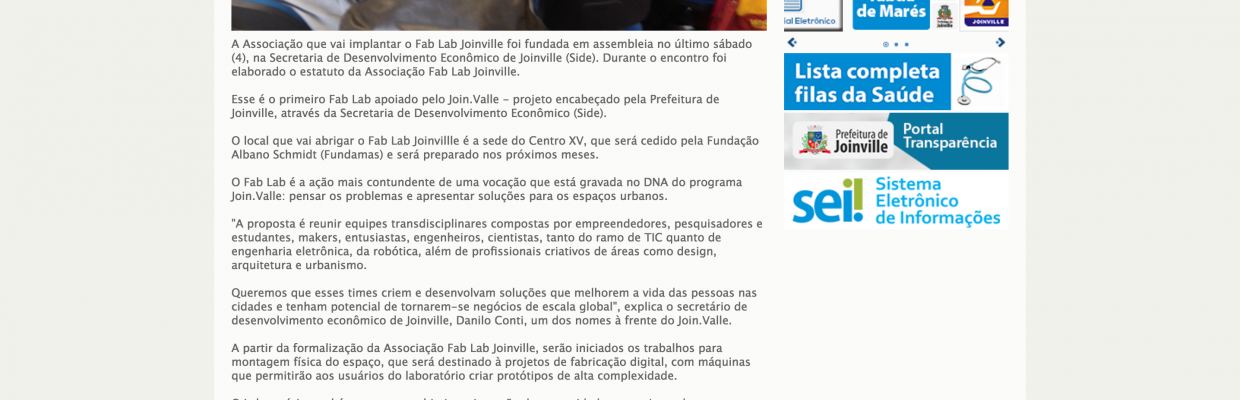 A Associação que vai implantar o Fab Lab Joinville foi fundada em assembleia no último sábado
(4), na Secretaria de Desenvolvimento Econômico de Joinville (Side). Durante o encontro foi
elaborado o estatuto da Associação Fab Lab Joinville.
Esse é o primeiro Fab Lab apoiado pelo Join.Valle - projeto encabeçado pela Prefeitura de
Joinville, através da Secretaria de Desenvolvimento Econômico (Side).
O local que vai abrigar o Fab Lab Joinvillle é a sede do Centro XV, que será cedido pela Fundação
Albano Schmidt (Fundamas) e será preparado nos próximos meses.
O Fab Lab é a ação mais contundente de uma vocação que está gravada no DNA do programa
Join.Valle: pensar os problemas e apresentar soluções para os espaços urbanos.
"A proposta é reunir equipes transdisciplinares compostas por empreendedores, pesquisadores e
estudantes, makers, entusiastas, engenheiros, cientistas, tanto do ramo de TIC quanto de
engenharia eletrônica, da robótica, além de profissionais criativos de áreas como design,
arquitetura e urbanismo.
Queremos que esses times criem e desenvolvam soluções que melhorem a vida das pessoas nas
cidades e tenham potencial de tornarem-se negócios de escala global", explica o secretário de
desenvolvimento econômico de Joinville, Danilo Conti, um dos nomes à frente do Join.Valle.
A partir da formalização da Associação Fab Lab Joinville, serão iniciados os trabalhos para
montagem física do espaço, que será destinado à projetos de fabricação digital, com máquinas
que permitirão aos usuários do laboratório criar protótipos de alta complexidade.
ial Eletrônico
de Marés
JOINVILLE
Lista completa
filas da Saúde
Prefeitura de
Joinville
Portal
Transparência
sei!
Sistema
Eletrônico
de Informações